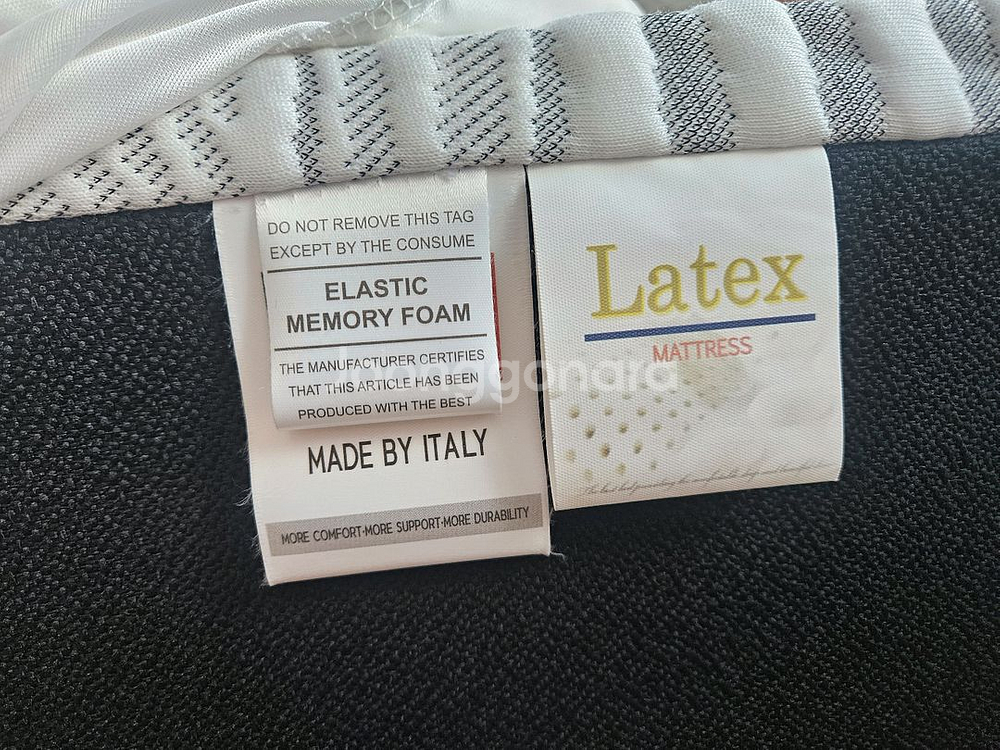 DO NOT REMOVE THIS TAG
EXCEPT BY THE CONSUME
ELASTIC
MEMORY FOAM
THE MANUFACTURER CERTIFIES
THAT THIS ARTICLE HAS BEEN
PRODUCED WITH THE BEST
MADE BY ITALY
MORE COMFORT·MORE SUPPORT·MORE DURABILITY
Latex
MATTRESS